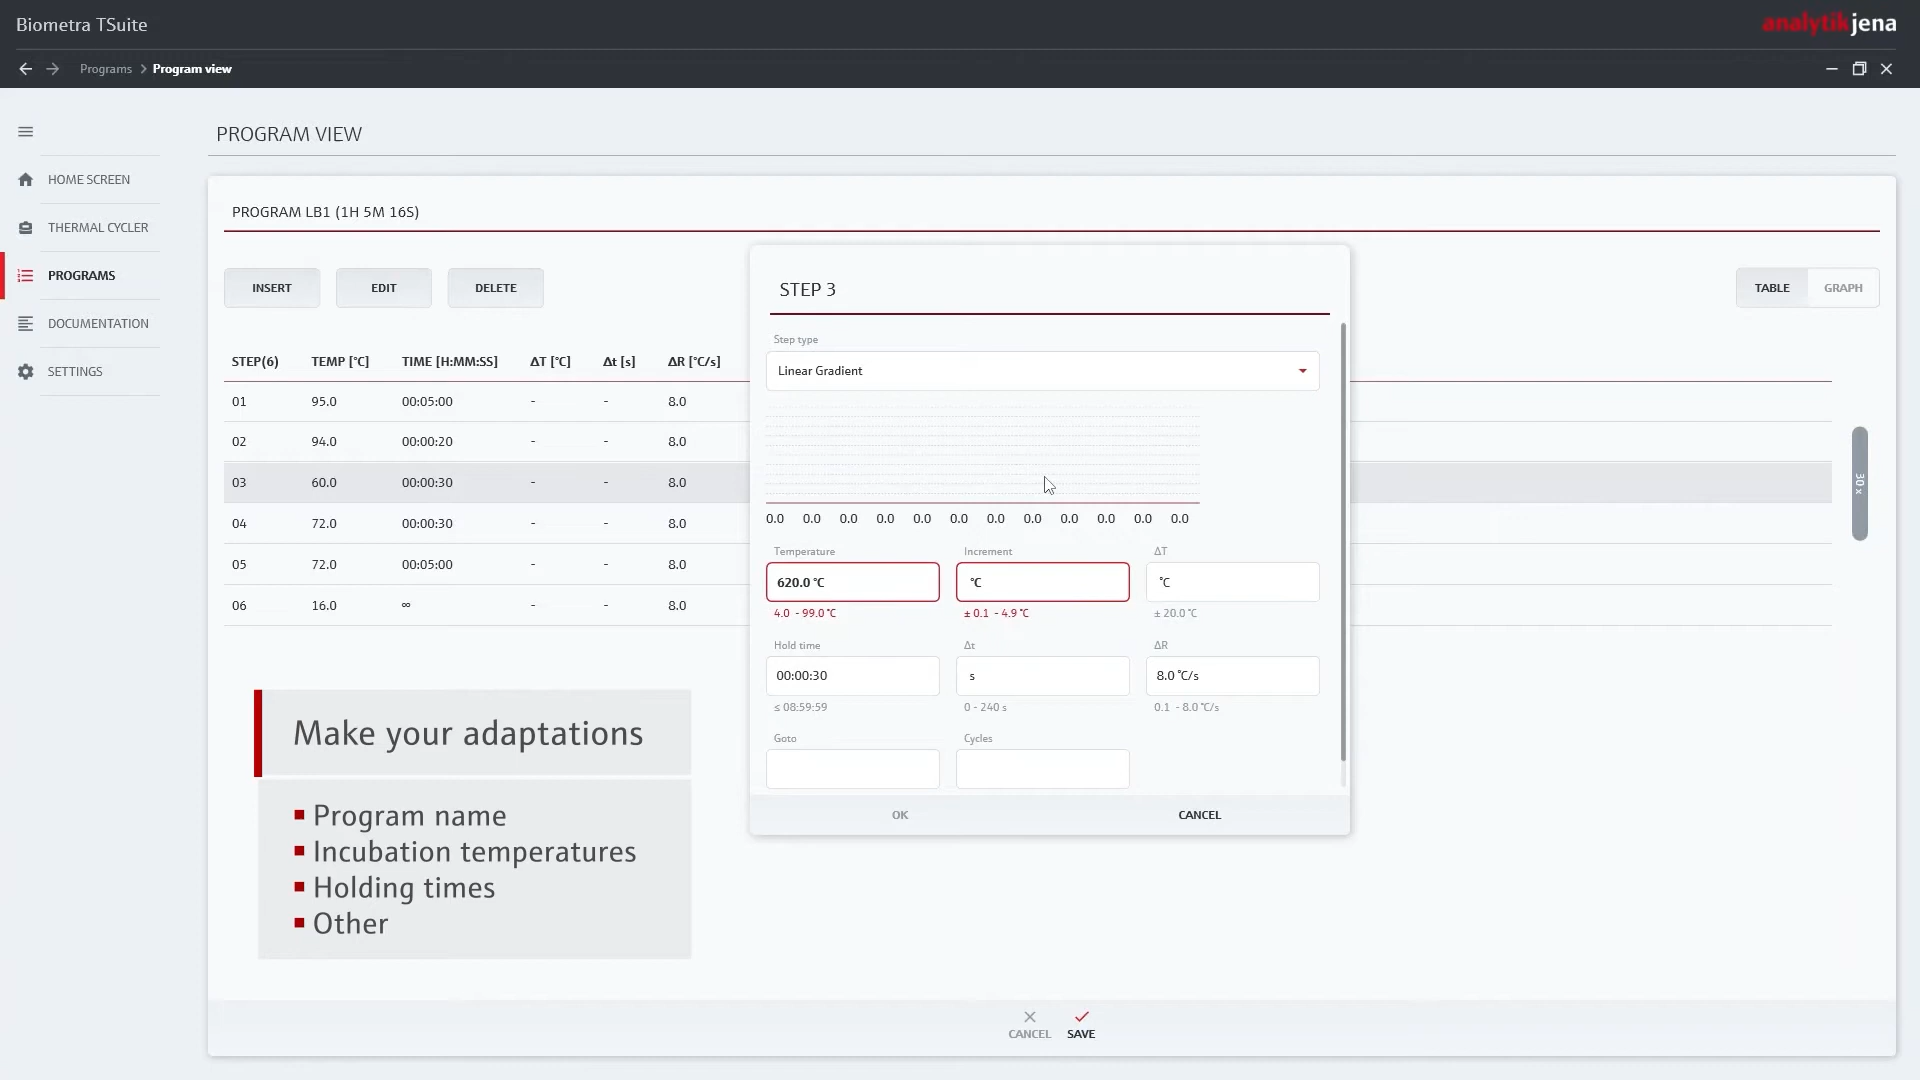 Biometra TSuite
analytikjena
Programs > Program view
PROGRAM VIEW
HOME SCREEN
THERMAL CYCLER
PROGRAMS
DOCUMENTATION
SETTINGS
PROGRAM LB1 (1H 5M 16S)
INSERT EDIT DELETE
TABLE GRAPH
STEP(6) TEMP [°C] TIME [H:MM:SS] ΔT [°C] Δt [s] ΔR [°C/s]
01 95.0 00:05:00 - - 8.0
02 94.0 00:00:20 - - 8.0
03 60.0 00:00:30 - - 8.0
04 72.0 00:00:30 - - 8.0
05 72.0 00:05:00 - - 8.0
06 16.0 ∞ - - 8.0
30 x
STEP 3
Step type
Linear Gradient
0.0 0.0 0.0 0.0 0.0 0.0 0.0 0.0 0.0 0.0 0.0 0.0
Temperature Increment ΔT
620.0 °C °C °C
4.0 - 99.0 °C ± 0.1 - 4.9 °C ± 20.0 °C
Hold time Δt ΔR
00:00:30 s 8.0 °C/s
≤ 08:59:59 0 - 240 s 0.1 - 8.0 °C/s
Goto Cycles
OK CANCEL
Make your adaptations
▪ Program name
▪ Incubation temperatures
▪ Holding times
▪ Other
CANCEL SAVE